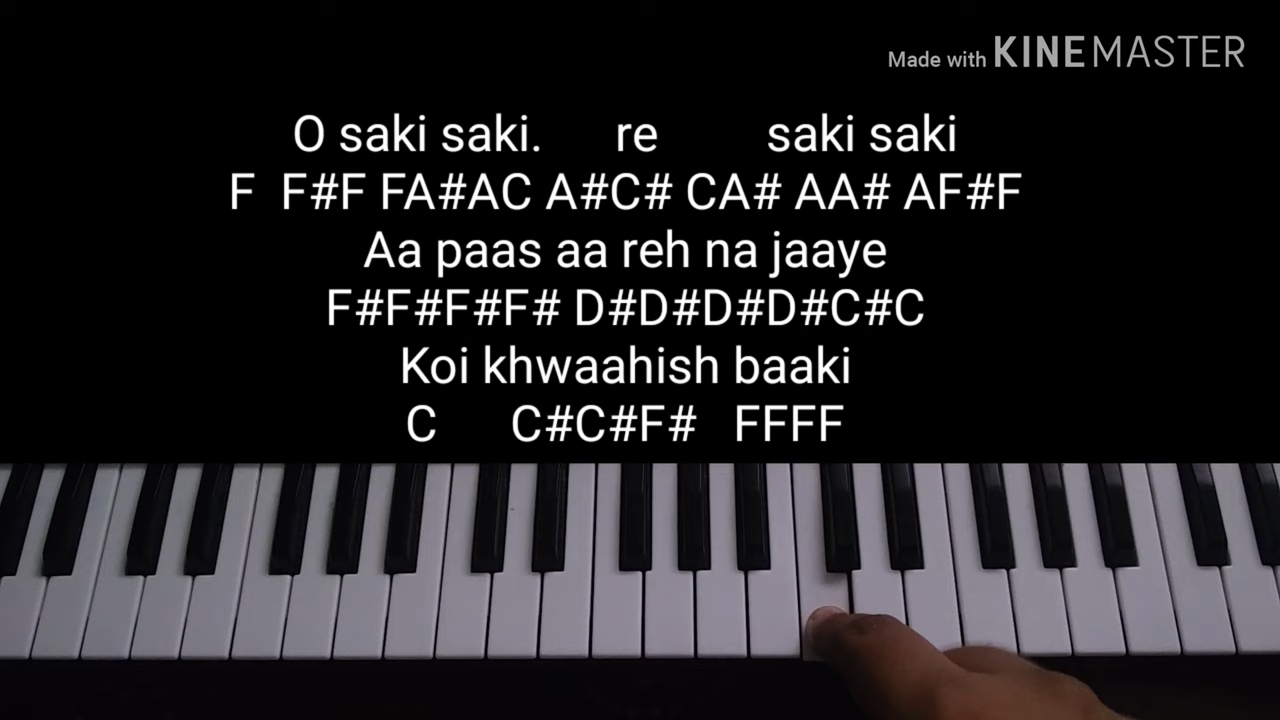 Made with KINEMASTER
O saki saki. re saki saki
F F#F FA#AC A#C# CA# AA# AF#F
Aa paas aa reh na jaaye
F#F#F#F# D#D#D#D#C#C
Koi khwaahish baaki
C C#C#F# FFFF